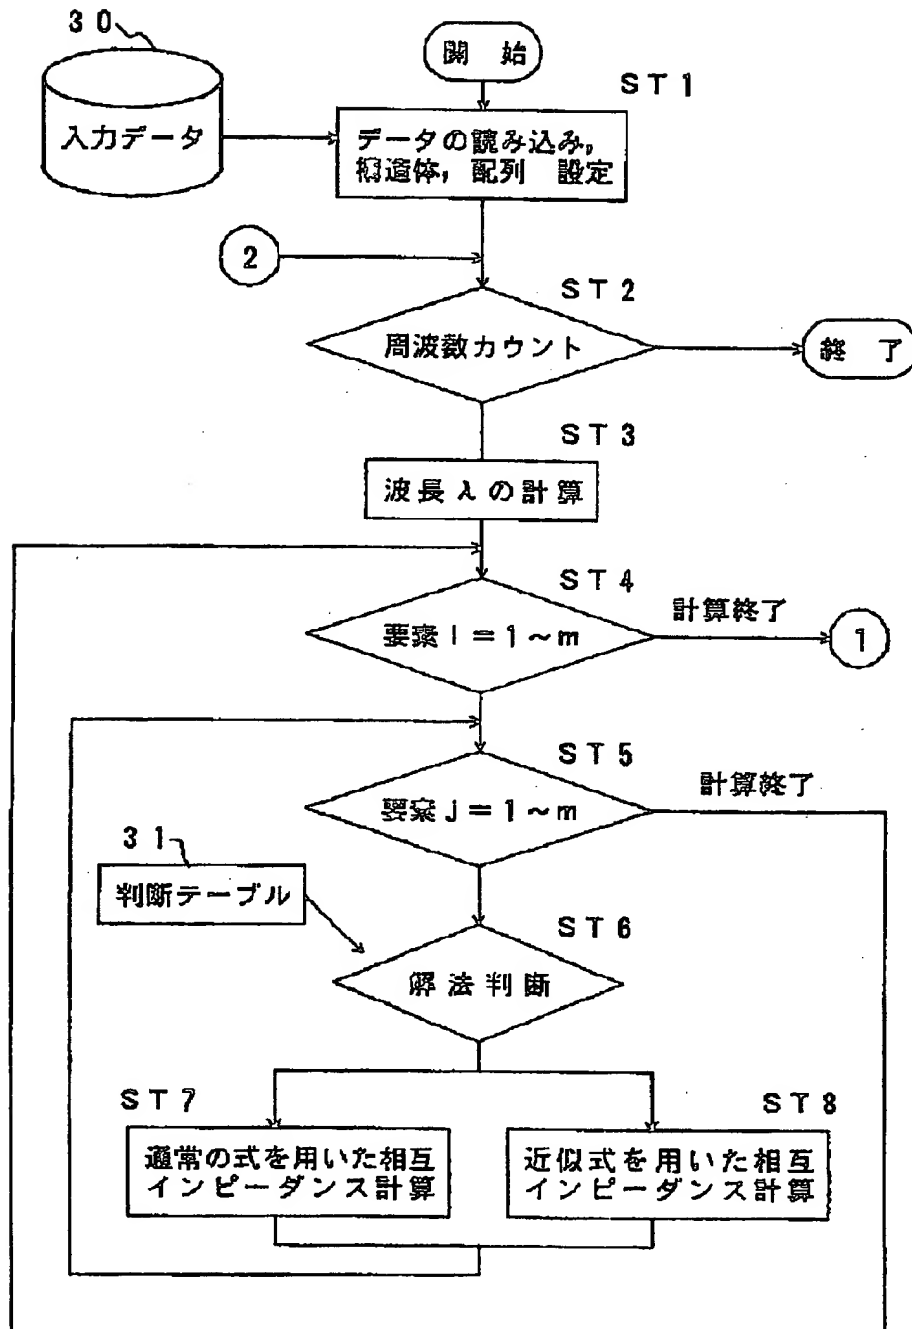 30
開 始
ST1
入力データ
データの読み込み,
構造体, 配列 設定
2
ST2
周波数カウント
終 了
ST3
波長λの計算
ST4
計算終了
要素i=1~m
1
ST5
計算終了
要素j=1~m
31
判断テーブル
ST6
解法判断
ST7
ST8
通常の式を用いた相互
インピーダンス計算
近似式を用いた相互
インピーダンス計算